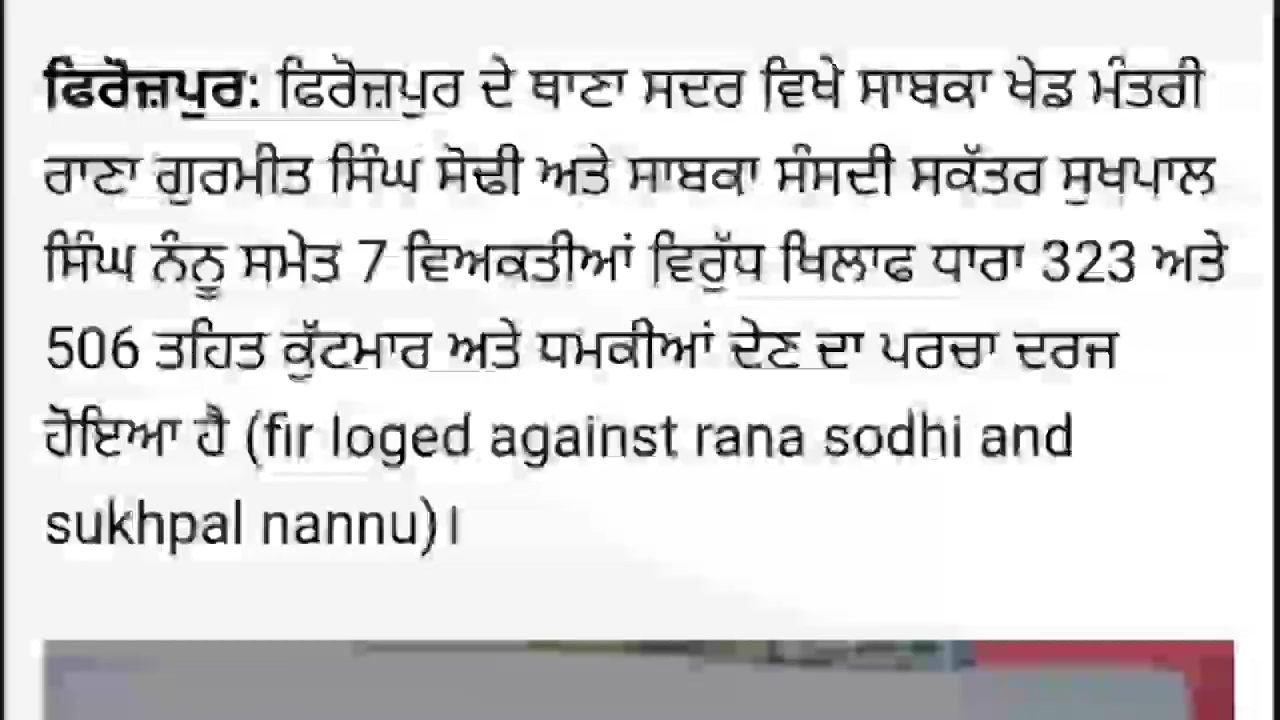 ਫਿਰੋਜ਼ਪੁਰ: ਫਿਰੋਜ਼ਪੁਰ ਦੇ ਥਾਣਾ ਸਦਰ ਵਿਖੇ ਸਾਬਕਾ ਖੇਡ ਮੰਤਰੀ
ਰਾਣਾ ਗੁਰਮੀਤ ਸਿੰਘ ਸੋਢੀ ਅਤੇ ਸਾਬਕਾ ਸੰਸਦੀ ਸਕੱਤਰ ਸੁਖਪਾਲ
ਸਿੰਘ ਨੰਨੂ ਸਮੇਤ 7 ਵਿਅਕਤੀਆਂ ਵਿਰੁੱਧ ਖਿਲਾਫ ਧਾਰਾ 323 ਅਤੇ
506 ਤਹਿਤ ਕੁੱਟਮਾਰ ਅਤੇ ਧਮਕੀਆਂ ਦੇਣ ਦਾ ਪਰਚਾ ਦਰਜ
ਹੋਇਆ ਹੈ (fir loged against rana sodhi and
sukhpal nannu)।